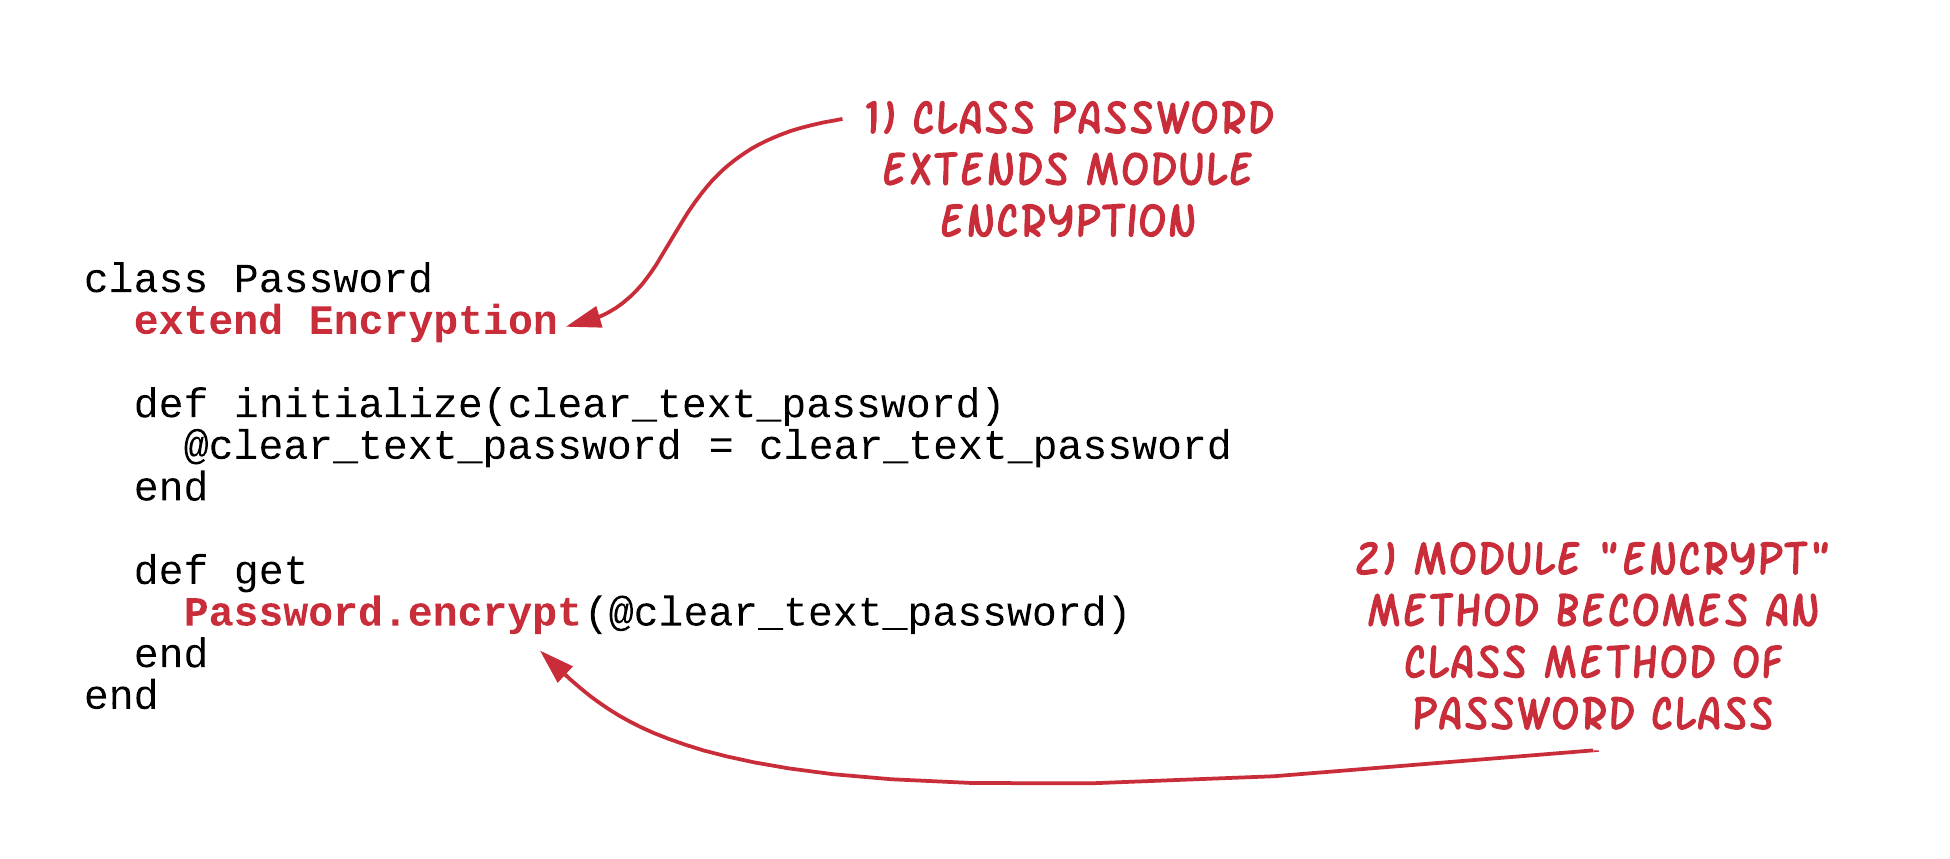 1) CLASS PASSWORD
EXTENDS MODULE
ENCRYPTION
class Password
  extend Encryption
  def initialize(clear_text_password)
    @clear_text_password = clear_text_password
  end
  def get
    Password.encrypt(@clear_text_password)
  end
end
2) MODULE "ENCRYPT"
METHOD BECOMES AN
CLASS METHOD OF
PASSWORD CLASS